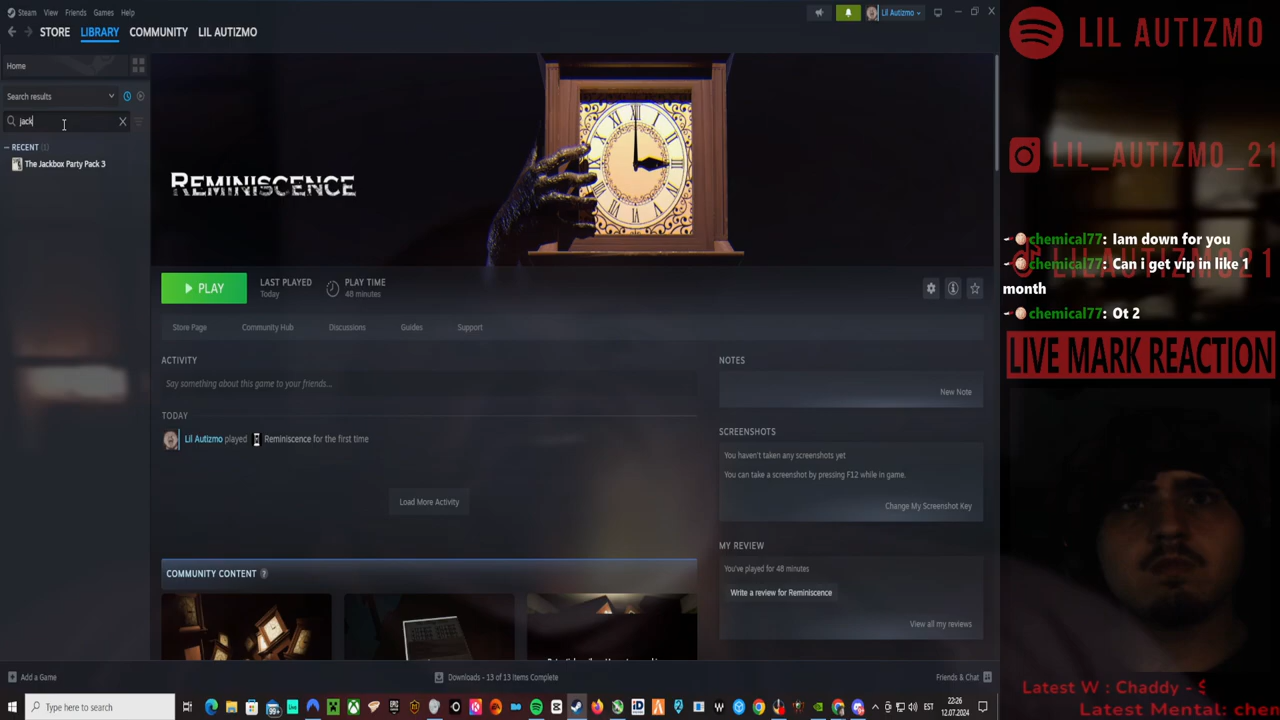 Steam View Friends Games Help
Lil Autizmo
STORE LIBRARY COMMUNITY LIL AUTIZMO
Home
Search results
jack
RECENT (1)
The Jackbox Party Pack 3
REMINISCENCE
PLAY
LAST PLAYED
Today
PLAY TIME
48 minutes
Store Page Community Hub Discussions Guides Support
ACTIVITY
Say something about this game to your friends...
TODAY
Lil Autizmo played Reminiscence for the first time
Load More Activity
COMMUNITY CONTENT ?
NOTES
New Note
SCREENSHOTS
You haven't taken any screenshots yet
You can take a screenshot by pressing F12 while in game.
Change My Screenshot Key
MY REVIEW
You've played for 48 minutes
Write a review for Reminiscence
View all my reviews
Add a Game
Downloads - 13 of 13 Items Complete
Friends & Chat
Type here to search
99+
ENG
22:26
12.07.2024
LIL AUTIZMO
LIL_AUTIZMO_21
LILAUTIZMO21
chemical77: Iam down for you
chemical77: Can i get vip in like 1
month
chemical77: Ot 2
LIVE MARK REACTION
Latest W : Chaddy -
Latest Mental: chem